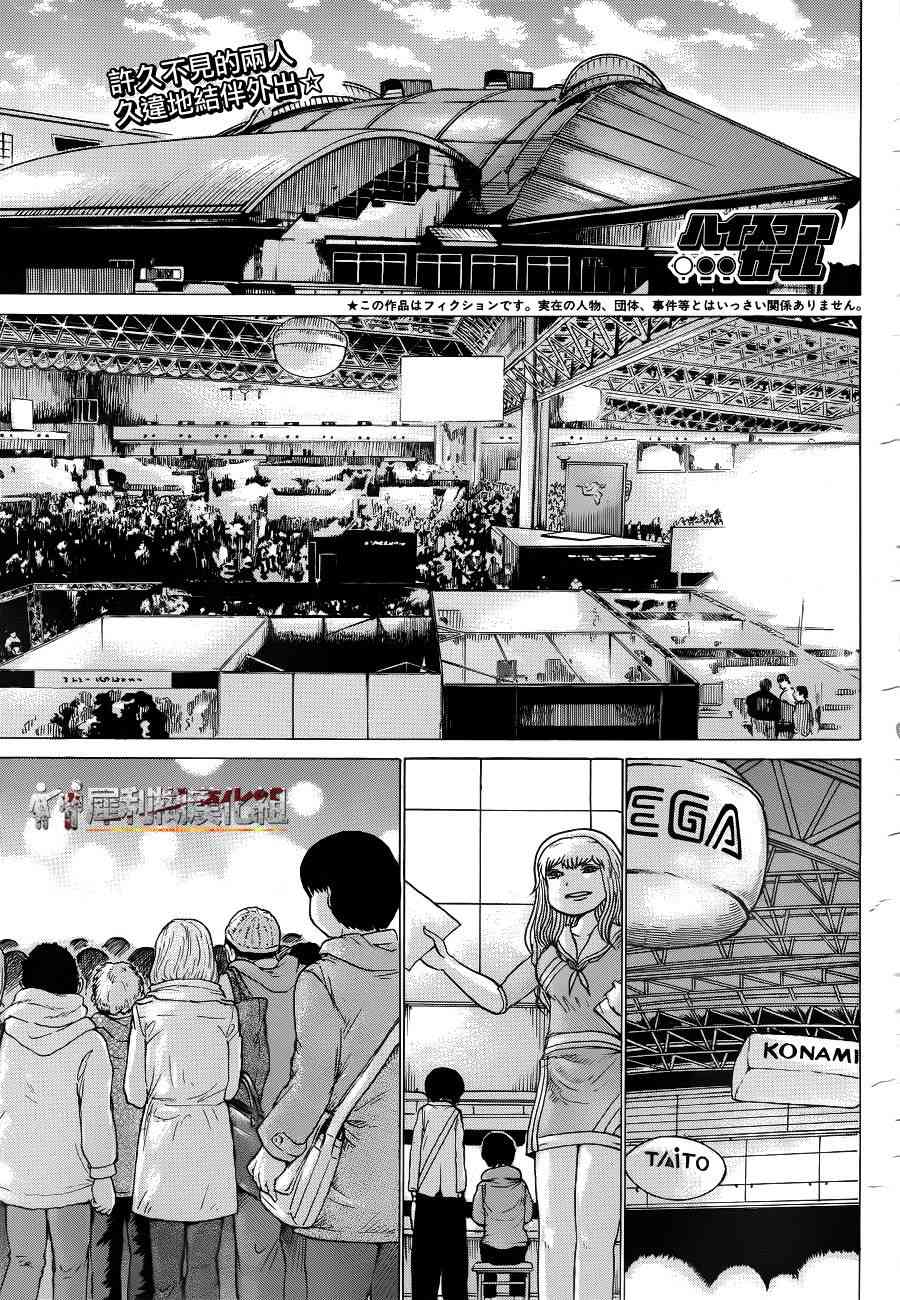 許久不見的兩人
久違地結伴外出☆
ハイスコア
ガール
★この作品はフィクションです。実在の人物、団体、事件等とはいっさい関係ありません。
EGA
KONAMI
TAITO